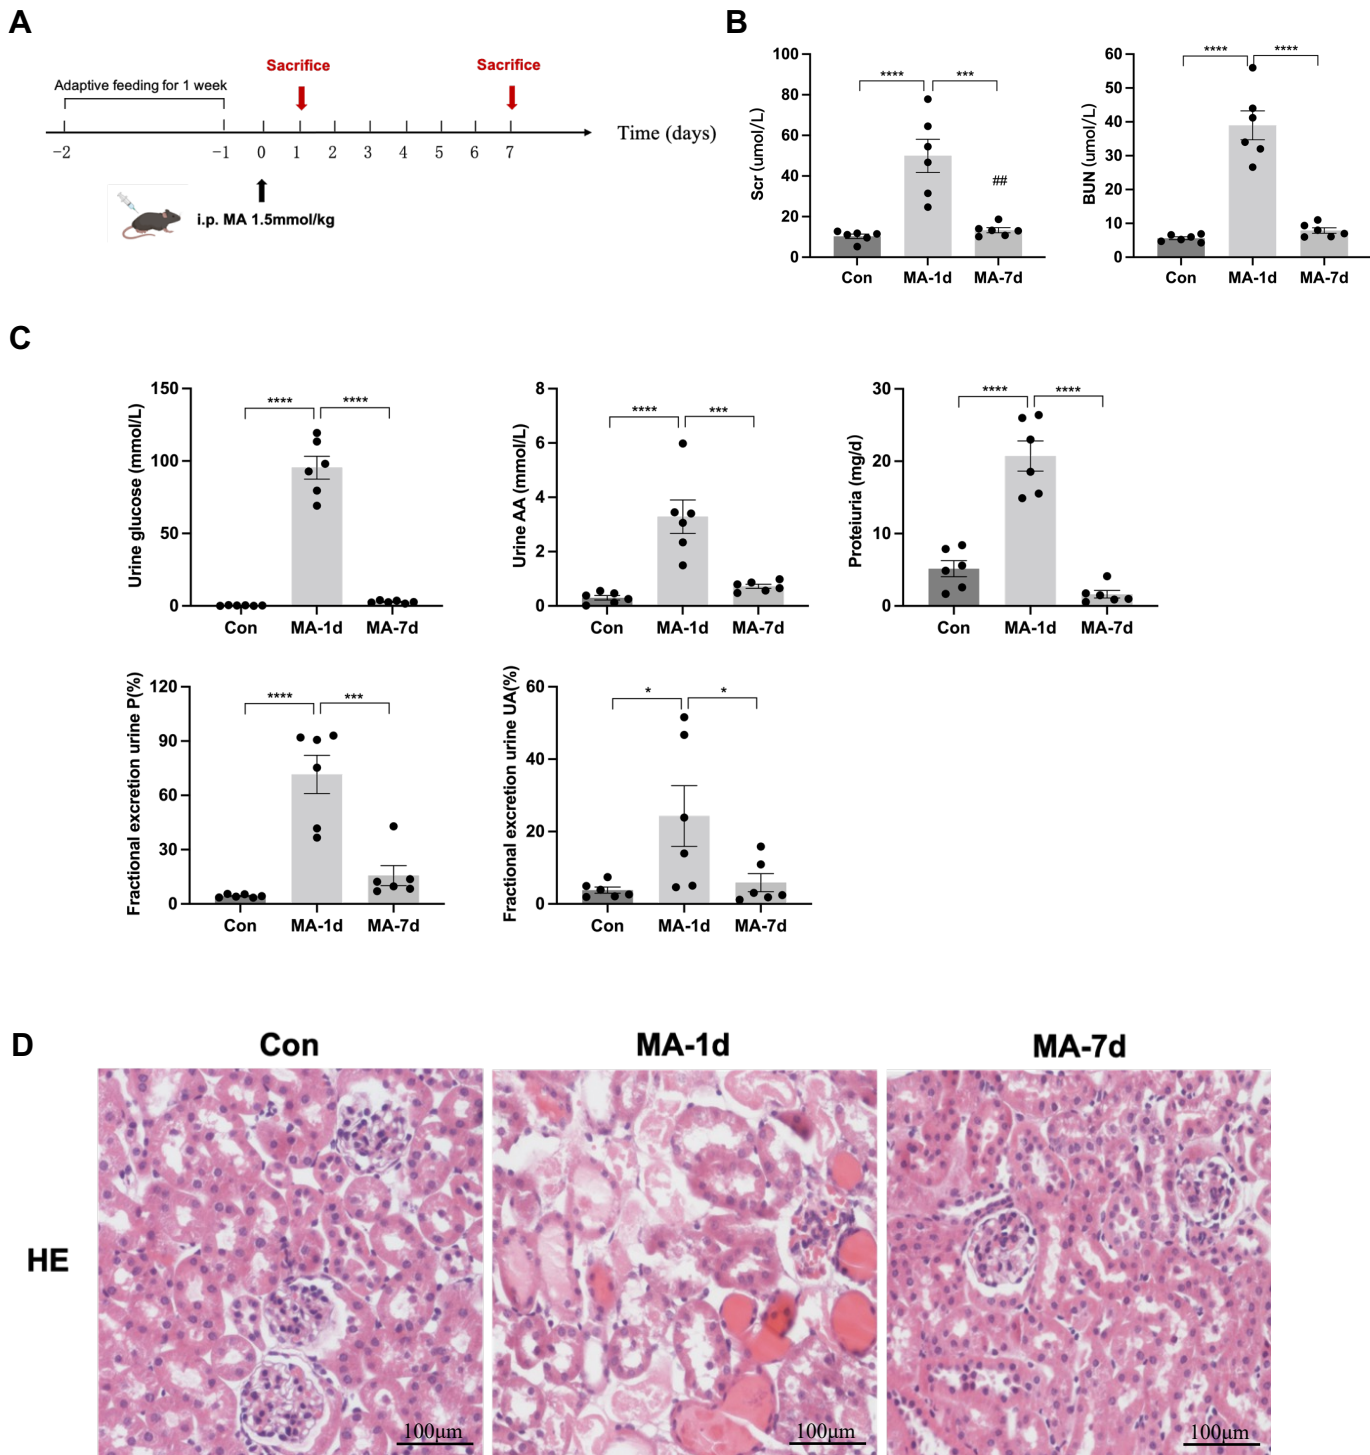 A
Adaptive feeding for 1 week
Sacrifice
Sacrifice
-2 -1 0 1 2 3 4 5 6 7
Time (days)
i.p. MA 1.5mmol/kg
B
Scr (umol/L)
100
80
60
40
20
0
**** ***
##
Con MA-1d MA-7d
BUN (umol/L)
60
50
40
30
20
10
0
**** ****
Con MA-1d MA-7d
C
Urine glucose (mmol/L)
150
100
50
0
**** ****
Con MA-1d MA-7d
Urine AA (mmol/L)
8
6
4
2
0
**** ***
Con MA-1d MA-7d
Proteiuria (mg/d)
30
20
10
0
**** ****
Con MA-1d MA-7d
Fractional excretion urine P(%)
120
90
60
30
0
**** ***
Con MA-1d MA-7d
Fractional excretion urine UA(%)
60
40
20
0
* *
Con MA-1d MA-7d
D
Con MA-1d MA-7d
HE
100μm 100μm 100μm